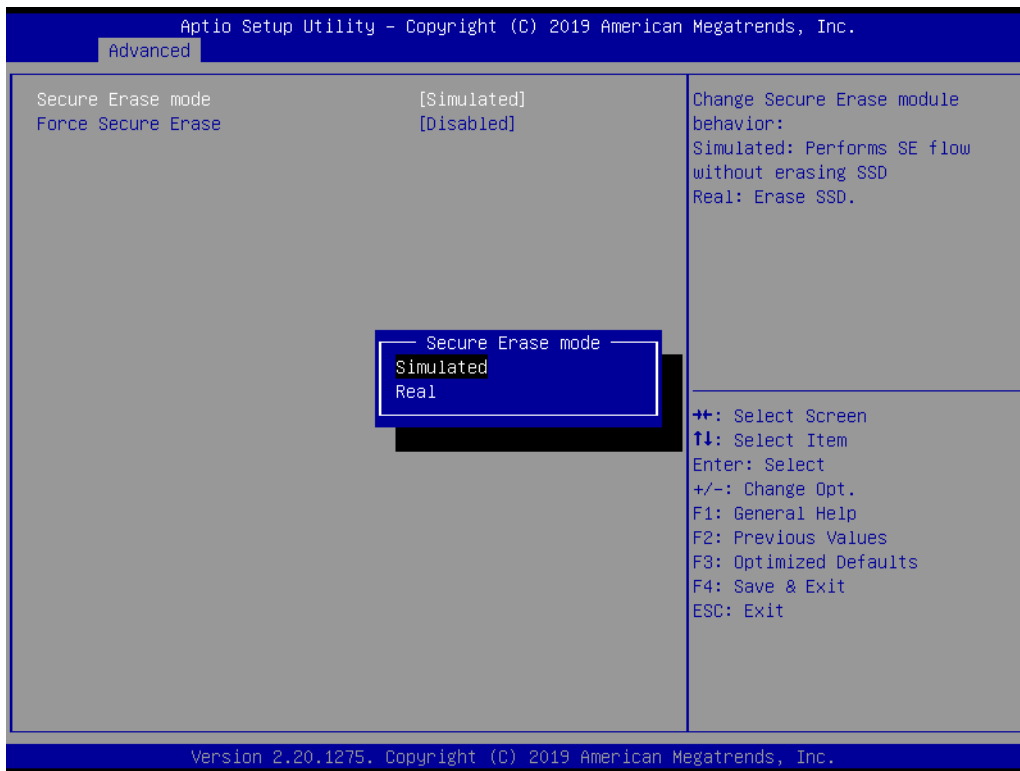 Aptio Setup Utility – Copyright (C) 2019 American Megatrends, Inc.
Advanced
Secure Erase mode [Simulated]
Force Secure Erase [Disabled]
Change Secure Erase module
behavior:
Simulated: Performs SE flow
without erasing SSD
Real: Erase SSD.
Secure Erase mode
Simulated
Real
→←: Select Screen
↑↓: Select Item
Enter: Select
+/-: Change Opt.
F1: General Help
F2: Previous Values
F3: Optimized Defaults
F4: Save & Exit
ESC: Exit
Version 2.20.1275. Copyright (C) 2019 American Megatrends, Inc.